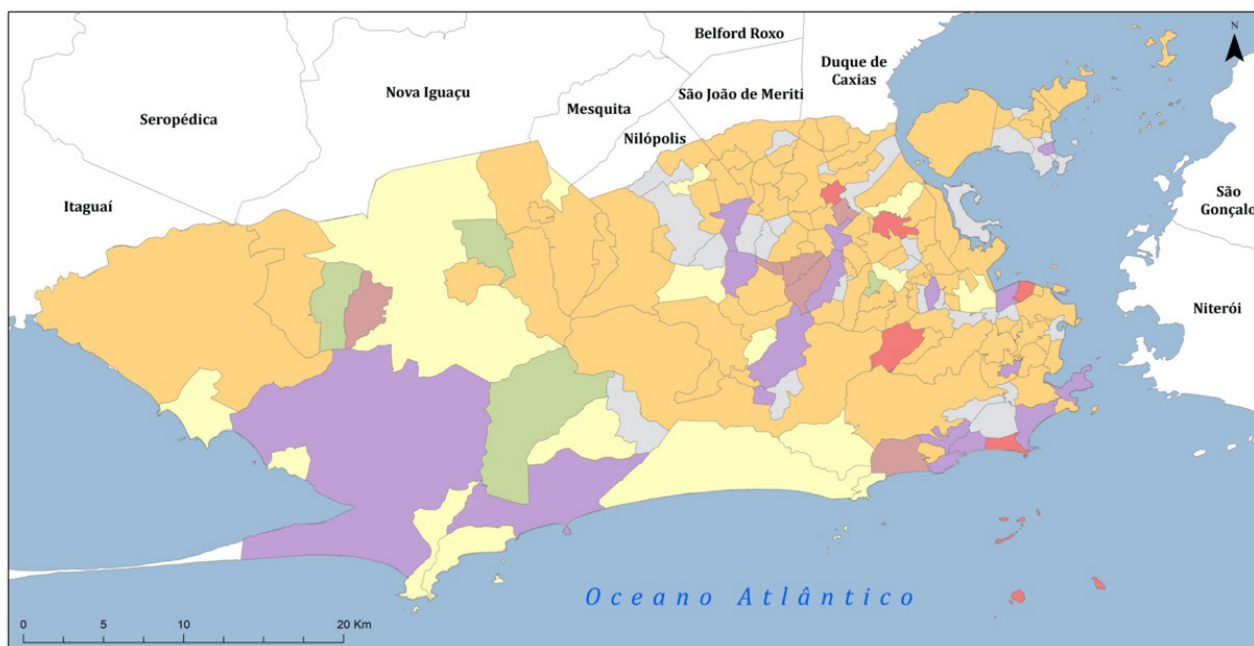 Belford Roxo
N
Duque de
Caxias
Nova Iguaçu
São João de Meriti
Mesquita
Seropédica
Nilópolis
São
Gonçalo
Itaguaí
Niterói
Oceano Atlântico
0 5 10 20 Km